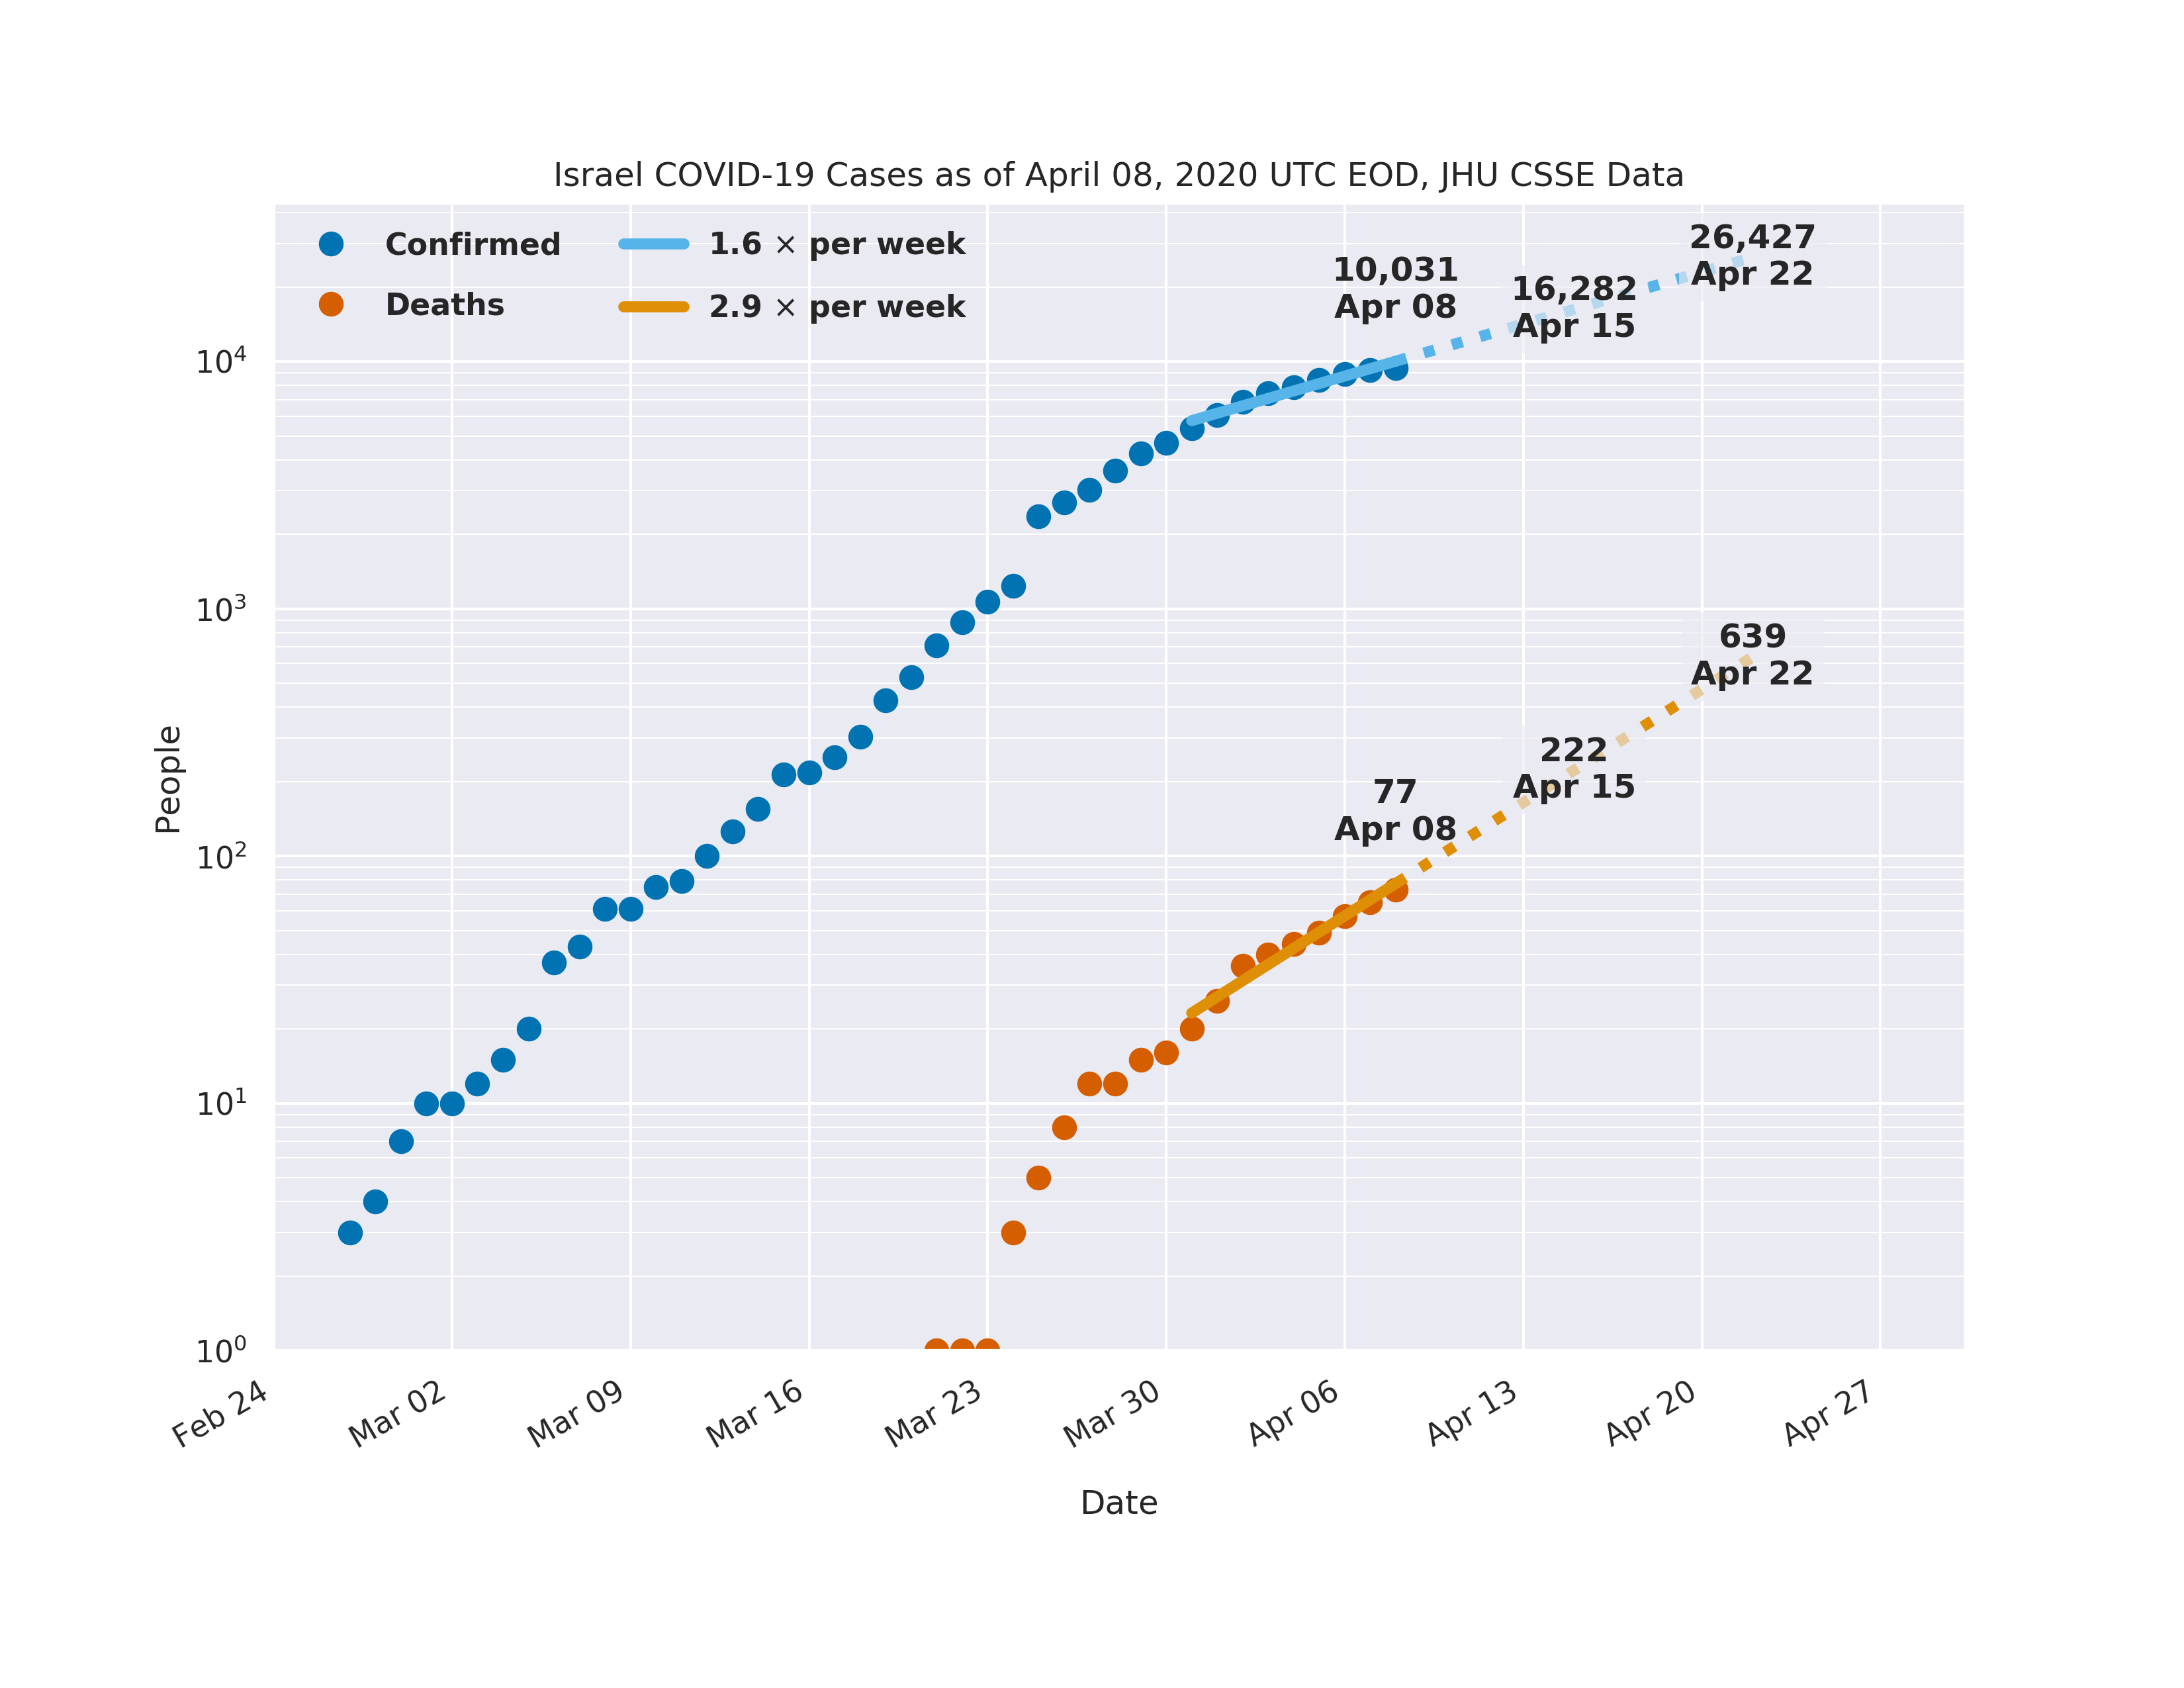 Israel COVID-19 Cases as of April 08, 2020 UTC EOD, JHU CSSE Data
Confirmed
Deaths
1.6 × per week
2.9 × per week
10,031
Apr 08
16,282
Apr 15
26,427
Apr 22
77
Apr 08
222
Apr 15
639
Apr 22
People
10⁴
10³
10²
10¹
10⁰
Feb 24
Mar 02
Mar 09
Mar 16
Mar 23
Mar 30
Apr 06
Apr 13
Apr 20
Apr 27
Date